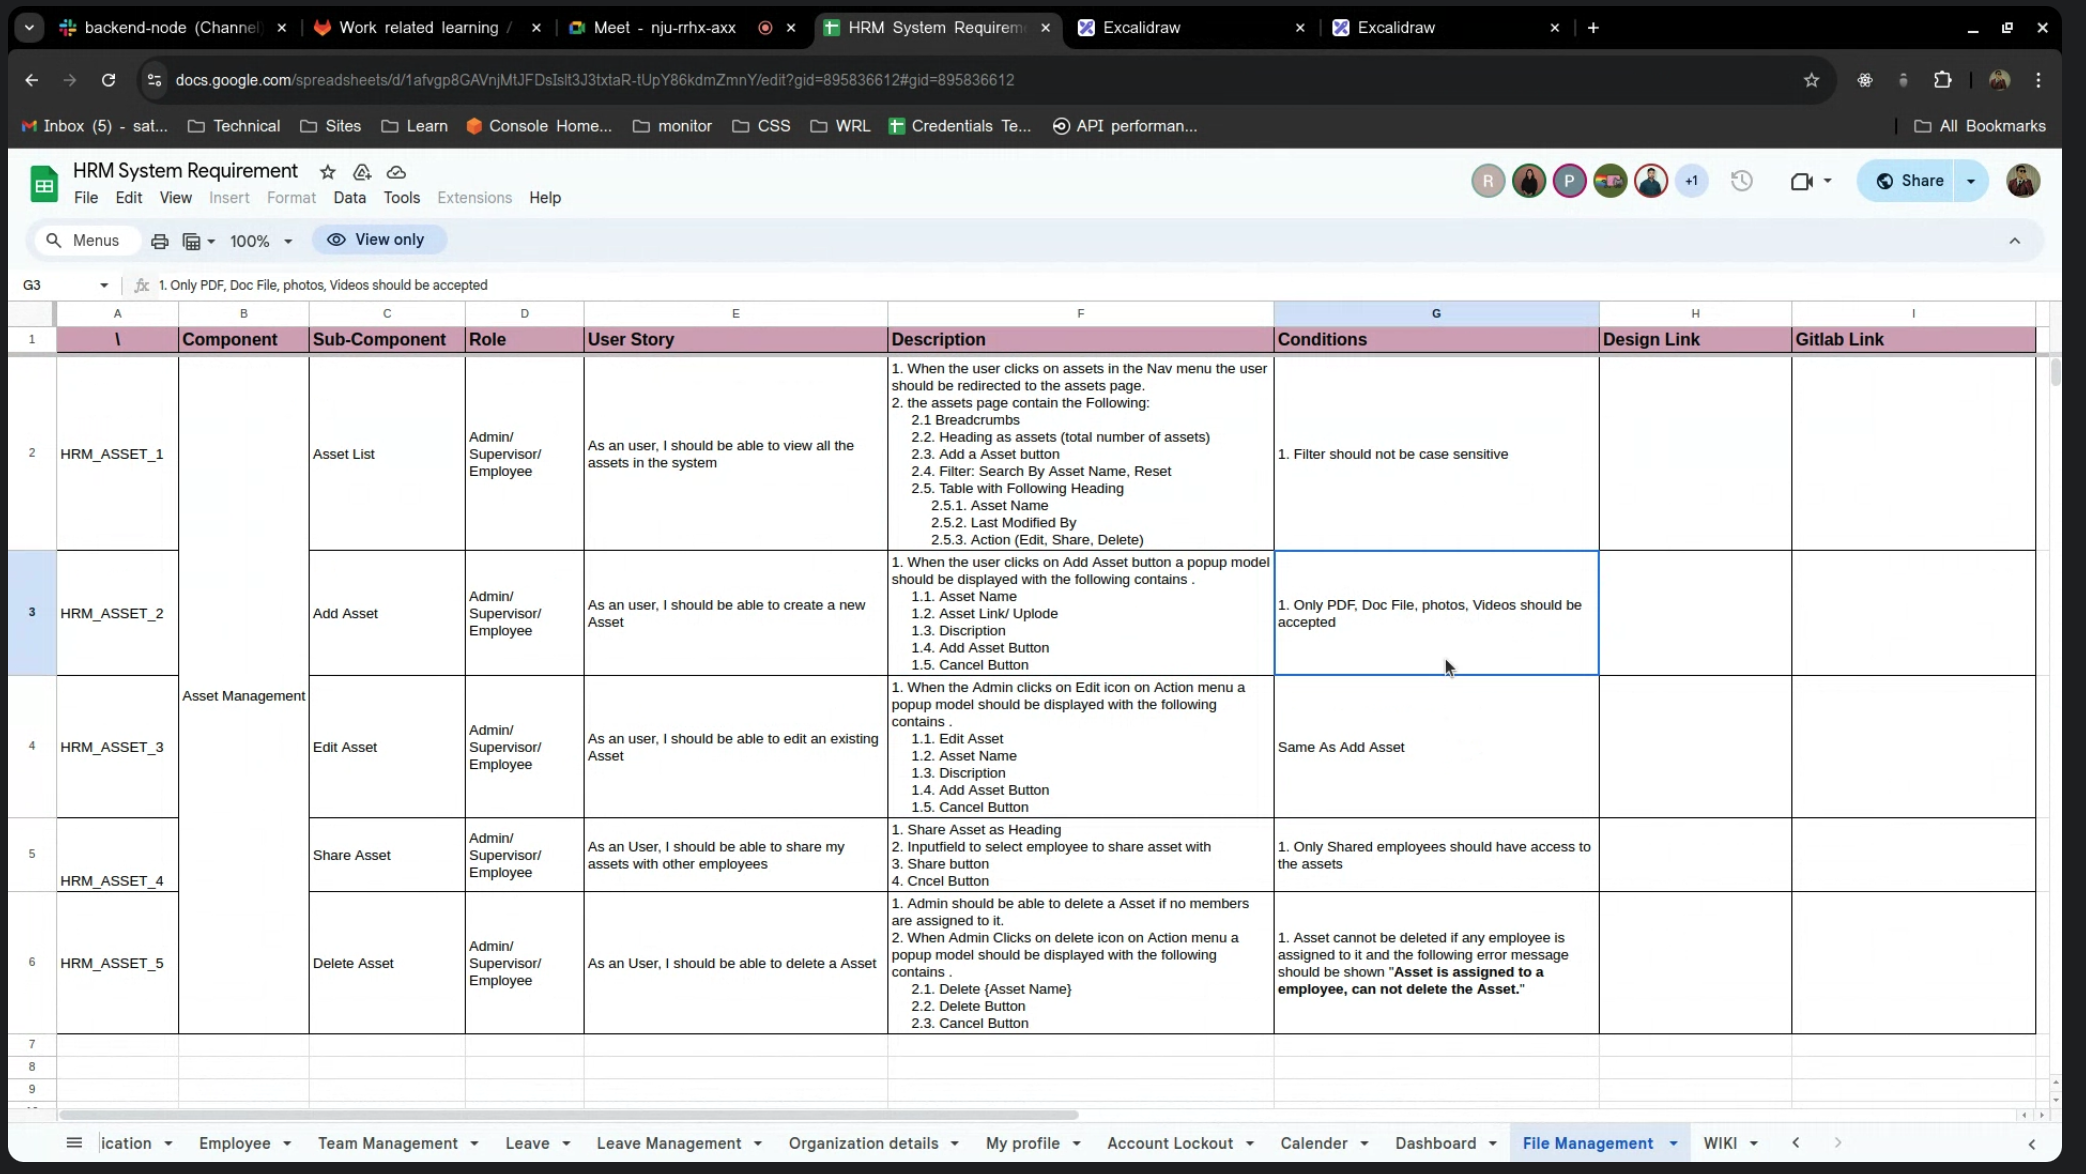 backend-node (Channel
Work related learning /
Meet - nju-rrhx-axx
HRM System Requirem
Excalidraw
Excalidraw
docs.google.com/spreadsheets/d/1afvgp8GAVnjMtJFDsIslt3J3txtaR-tUpY86kdmZmnY/edit?gid=895836612#gid=895836612
Inbox (5) - sat...
Technical
Sites
Learn
Console Home...
monitor
CSS
WRL
Credentials Te...
API performan...
All Bookmarks
HRM System Requirement
File Edit View Insert Format Data Tools Extensions Help
R
P
+1
Share
Menus
100%
View only
G3
fx 1. Only PDF, Doc File, photos, Videos should be accepted
A B C D E F G H I
1 \ Component Sub-Component Role User Story Description Conditions Design Link Gitlab Link
2
HRM_ASSET_1
Asset Management
Asset List
Admin/
Supervisor/
Employee
As an user, I should be able to view all the
assets in the system
1. When the user clicks on assets in the Nav menu the user
should be redirected to the assets page.
2. the assets page contain the Following:
2.1 Breadcrumbs
2.2. Heading as assets (total number of assets)
2.3. Add a Asset button
2.4. Filter: Search By Asset Name, Reset
2.5. Table with Following Heading
2.5.1. Asset Name
2.5.2. Last Modified By
2.5.3. Action (Edit, Share, Delete)
1. Filter should not be case sensitive
3
HRM_ASSET_2
Add Asset
Admin/
Supervisor/
Employee
As an user, I should be able to create a new
Asset
1. When the user clicks on Add Asset button a popup model
should be displayed with the following contains .
1.1. Asset Name
1.2. Asset Link/ Uplode
1.3. Discription
1.4. Add Asset Button
1.5. Cancel Button
1. Only PDF, Doc File, photos, Videos should be
accepted
4
HRM_ASSET_3
Edit Asset
Admin/
Supervisor/
Employee
As an user, I should be able to edit an existing
Asset
1. When the Admin clicks on Edit icon on Action menu a
popup model should be displayed with the following
contains .
1.1. Edit Asset
1.2. Asset Name
1.3. Discription
1.4. Add Asset Button
1.5. Cancel Button
Same As Add Asset
5
HRM_ASSET_4
Share Asset
Admin/
Supervisor/
Employee
As an User, I should be able to share my
assets with other employees
1. Share Asset as Heading
2. Inputfield to select employee to share asset with
3. Share button
4. Cncel Button
1. Only Shared employees should have access to
the assets
6
HRM_ASSET_5
Delete Asset
Admin/
Supervisor/
Employee
As an User, I should be able to delete a Asset
1. Admin should be able to delete a Asset if no members
are assigned to it.
2. When Admin Clicks on delete icon on Action menu a
popup model should be displayed with the following
contains .
2.1. Delete {Asset Name}
2.2. Delete Button
2.3. Cancel Button
1. Asset cannot be deleted if any employee is
assigned to it and the following error message
should be shown "Asset is assigned to a
employee, can not delete the Asset."
7
8
9
ication
Employee
Team Management
Leave
Leave Management
Organization details
My profile
Account Lockout
Calender
Dashboard
File Management
WIKI